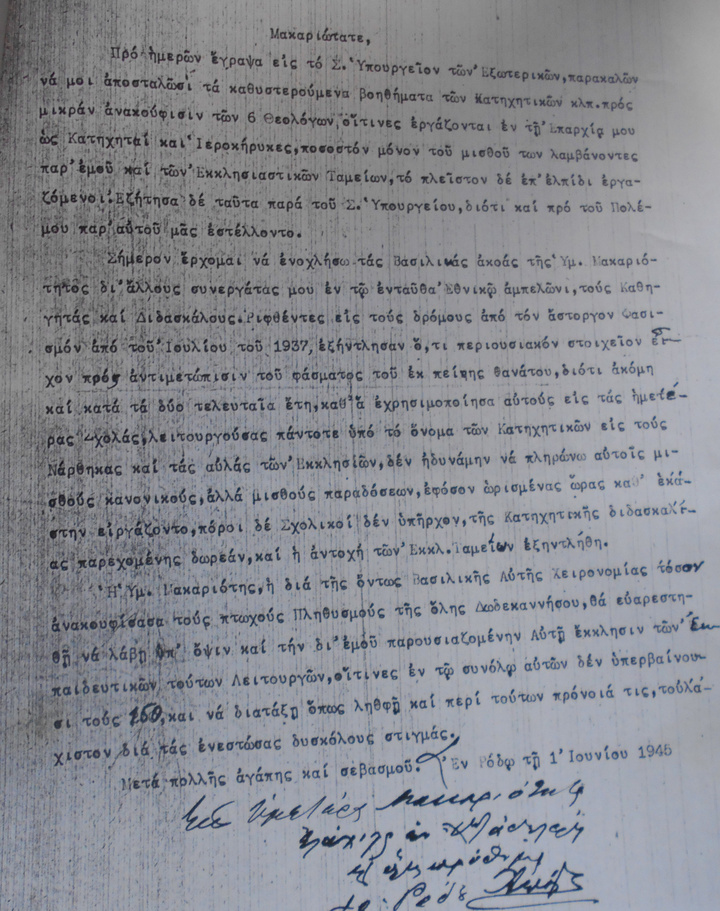 Μακαριώτατε,
Πρό ἡμερῶν ἔγραψα εἰς τό Σ.Ὑπουργεῖον τῶν Ἐξωτερικῶν,παρακαλῶν
νά μοι ἀποσταλῶσι τά καθυστερούμενα βοηθήματα τῶν Κατηχητικῶν κλπ.πρός
μικράν ἀνακούφισιν τῶν 6 Θεολόγων,οἵτινες ἐργάζονται ἐν τῇ Ἐπαρχίᾳ μου
ὡς Κατηχηταί καί Ἱεροκήρυκες,ποσοστόν μόνον τοῦ μισθοῦ των λαμβάνοντες
παρ'ἐμοῦ καί τῶν Ἐκκλησιαστικῶν Ταμείων,τό πλεῖστον δέ ἐπ'ἐλπίδι ἐργα-
ζόμενοι.Ἐζήτησα δέ ταῦτα παρά τοῦ Σ.Ὑπουργείου,διότι καί πρό τοῦ Πολέ-
μου παρ'αὐτοῦ μᾶς ἐστέλλοντο.
Σήμερον ἔρχομαι νά ἐνοχλήσω τάς Βασιλικάς ἀκοάς τῆς Ὑμ. Μακαριό-
τητος δι'ἄλλους συνεργάτας μου ἐν τῷ ἐνταῦθα Ἐθνικῷ ἀμπελῶνι,τούς Καθη-
γητάς καί Διδασκάλους.Ριφθέντες εἰς τούς δρόμους ἀπό τόν ἄστοργον Φασι-
σμόν ἀπό τοῦ Ἰουλίου τοῦ 1937,ἐξήντλησαν ὅ,τι περιουσιακόν στοιχεῖον εἶ-
χον πρός ἀντιμετώπισιν τοῦ φάσματος τοῦ ἐκ πείνης θανάτου,διότι ἀκόμη
καί κατά τά δύο τελευταῖα ἔτη,καθ'ἅ ἐχρησιμοποίησα αὐτούς εἰς τάς ἡμετέ-
ρας Σχολάς,λειτουργούσας πάντοτε ὑπό τό ὄνομα τῶν Κατηχητικῶν εἰς τούς
Νάρθηκας καί τάς αὐλάς τῶν Ἐκκλησιῶν,δέν ἠδυνάμην νά πληρώνω αὐτοῖς μι-
σθούς κανονικούς,ἀλλά μισθούς παραδόσεων,ἐφόσον ὡρισμένας ὥρας καθ' ἑκά-
στην εἰργάζοντο,πόροι δέ Σχολικοί δέν ὑπῆρχον,τῆς Κατηχητικῆς διδασκαλί-
ας παρεχομένης δωρεάν,καί ἡ ἀντοχή τῶν Ἐκκλ.Ταμείων ἐξηντλήθη.
Ἡ Ὑμ. Μακαριότης,ἡ διά τῆς ὄντως Βασιλικῆς Αὐτῆς Χειρονομίας τόσον
ἀνακουφίσασα τούς πτωχούς Πληθυσμούς τῆς ὅλης Δωδεκαννήσου,θά εὐαρεστη-
θῇ νά λάβῃ ὑπ' ὄψιν καί τήν δι'ἐμοῦ παρουσιαζομένην Αὐτῇ ἔκκλησιν τῶν Ἐκ
παιδευτικῶν τούτων Λειτουργῶν,οἵτινες ἐν τῷ συνόλῳ αὐτῶν δέν ὑπερβαίνου-
σι τούς 150,καί νά διατάξῃ ὅπως ληφθῇ καί περί τούτων πρόνοιά τις,τοὐλά-
χιστον διά τάς ἐνεστώσας δυσκόλους στιγμάς.
Μετά πολλῆς ἀγάπης καί σεβασμοῦ. Ἐν Ρόδῳ τῇ 1' Ἰουνίου 1945
Ὑμετέρας Μακαριότητος
ἐλάχιστος ἐν